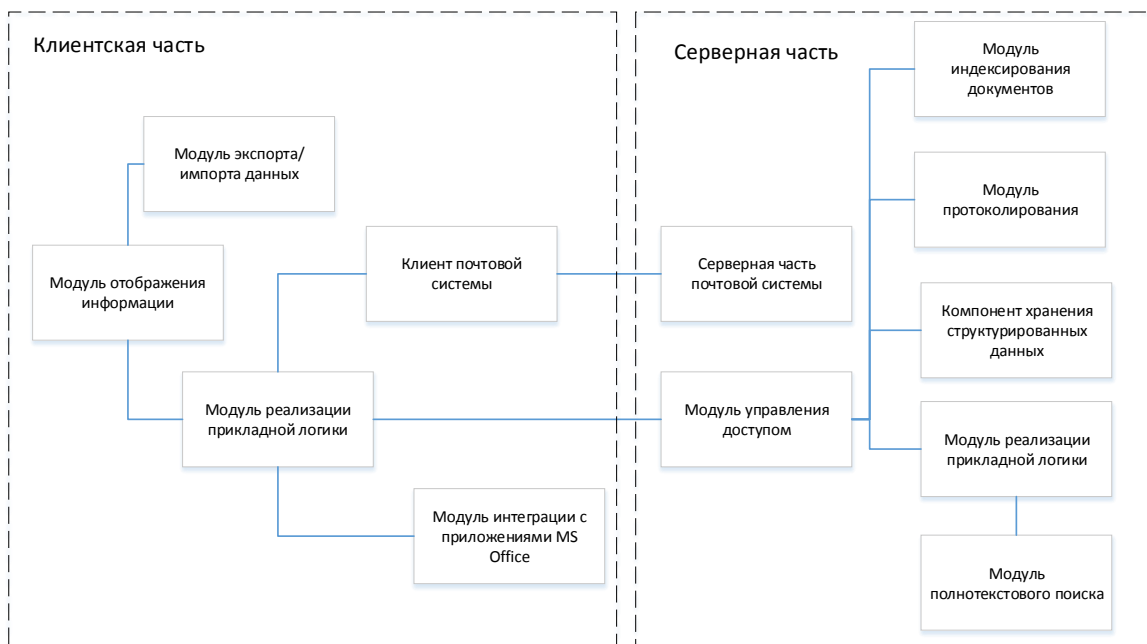 Клиентская часть
Модуль экспорта/
импорта данных
Модуль отображения
информации
Клиент почтовой
системы
Модуль реализации
прикладной логики
Модуль интеграции с
приложениями MS
Office
Серверная часть
Модуль
индексирования
документов
Модуль
протоколирования
Серверная часть
почтовой системы
Компонент хранения
структурированных
данных
Модуль управления
доступом
Модуль реализации
прикладной логики
Модуль
полнотекстового поиска